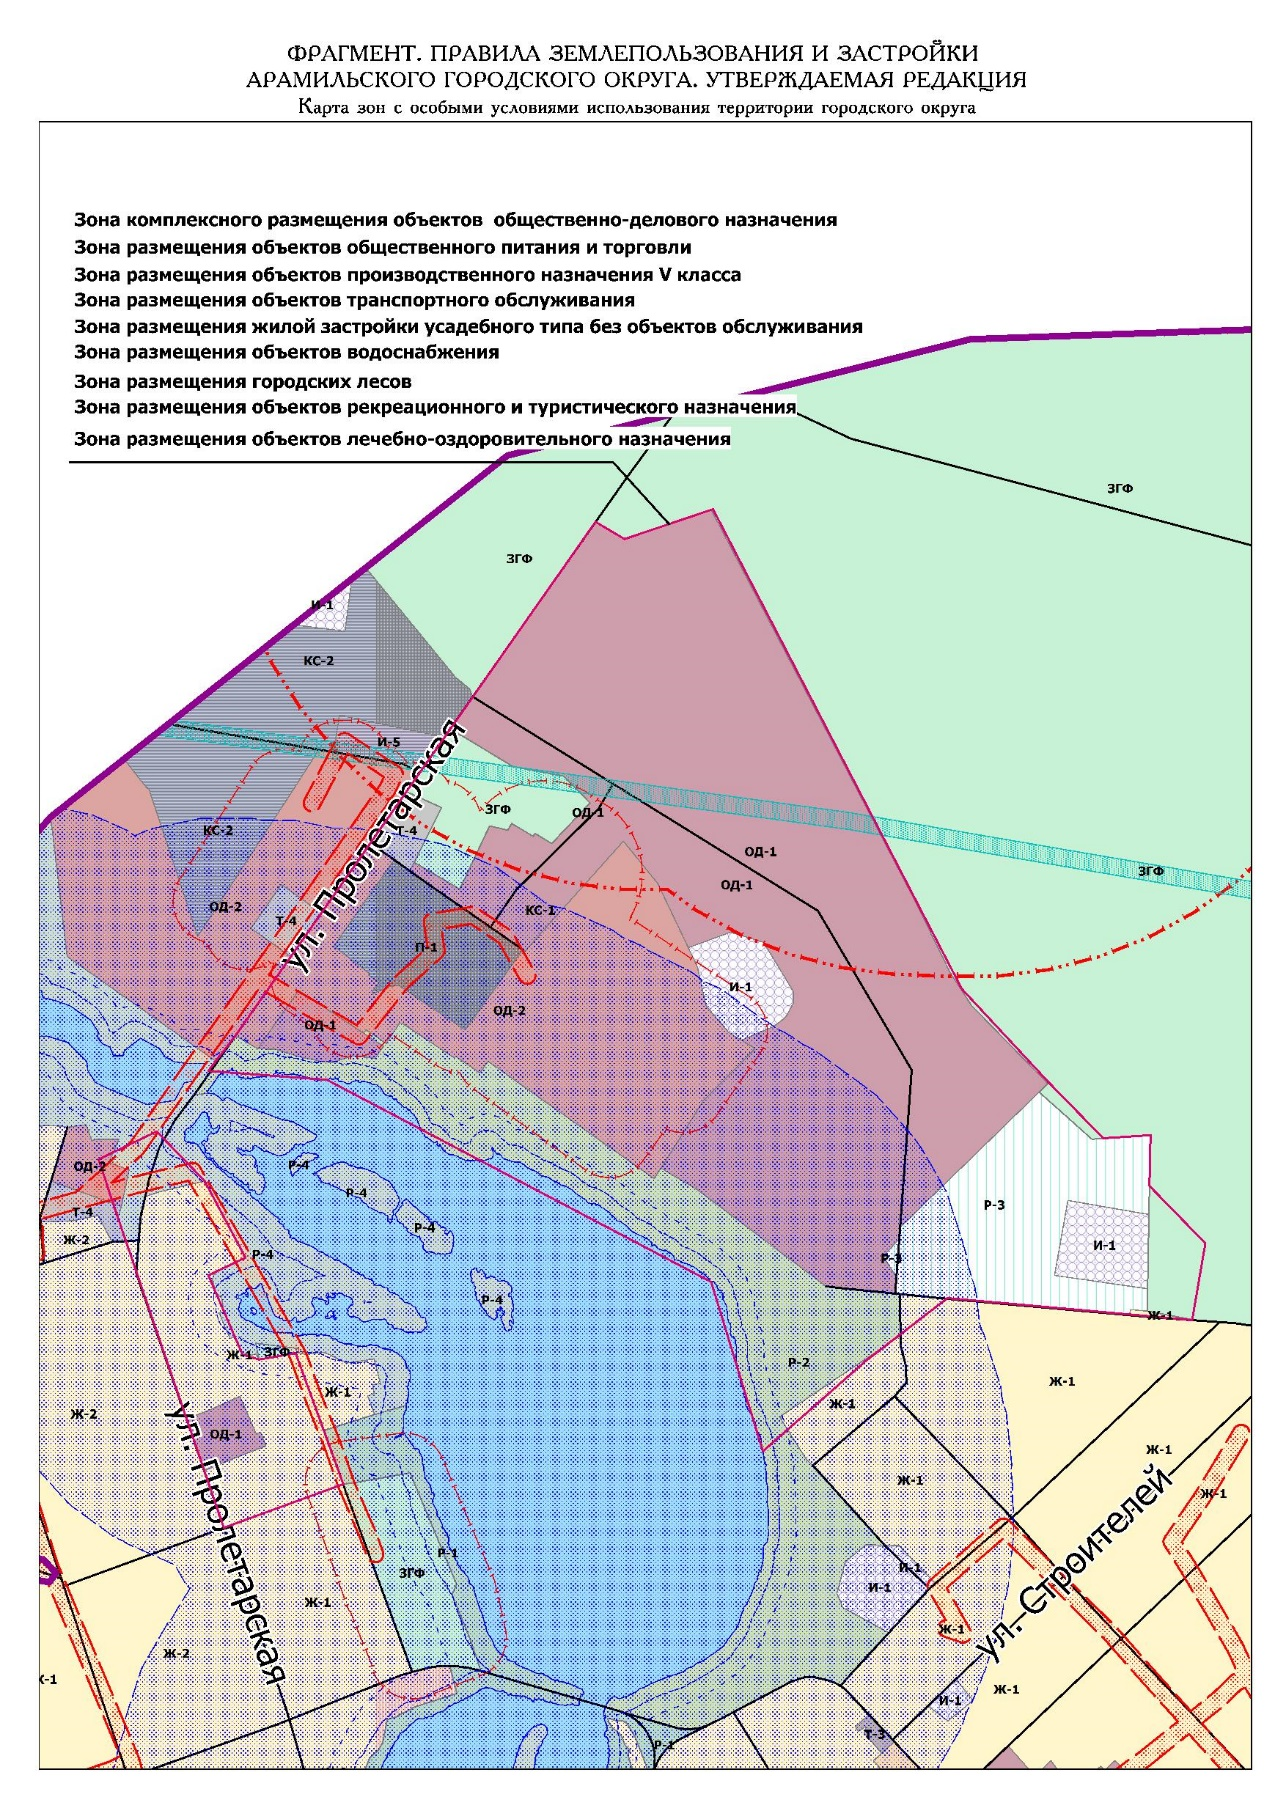 ФРАГМЕНТ. ПРАВИЛА ЗЕМЛЕПОЛЬЗОВАНИЯ И ЗАСТРОЙКИ
АРАМИЛЬСКОГО ГОРОДСКОГО ОКРУГА. УТВЕРЖДАЕМАЯ РЕДАКЦИЯ
Карта зон с особыми условиями использования территории городского округа
Зона комплексного размещения объектов общественно-делового назначения
Зона размещения объектов общественного питания и торговли
Зона размещения объектов производственного назначения V класса
Зона размещения объектов транспортного обслуживания
Зона размещения жилой застройки усадебного типа без объектов обслуживания
Зона размещения объектов водоснабжения
Зона размещения городских лесов
Зона размещения объектов рекреационного и туристического назначения
Зона размещения объектов лечебно-оздоровительного назначения
ЗГФ
ЗГФ
И-1
КС-2
И-5
ул. Пролетарская
ЗГФ
ОД-1
КС-2
Т-4
ОД-1
ЗГФ
ОД-1
ОД-2
КС-1
Т-4
П-1
И-1
ОД-2
ОД-1
ОД-2
Р-4
Р-4
Р-3
Т-4
Р-4
Ж-2
И-1
Р-4
Р-3
Р-4
Ж-1
Ж-1
ЗГФ
Р-2
Ж-1
Ж-1
Ж-1
Ж-2
ул. Пролетарская
ОД-1
Ж-1
Ж-1
Ж-1
ул. Строителей
Р-1
И-1
ЗГФ
И-1
Ж-1
Ж-1
Ж-2
Ж-1
Ж-1
И-1
Т-3
Р-1